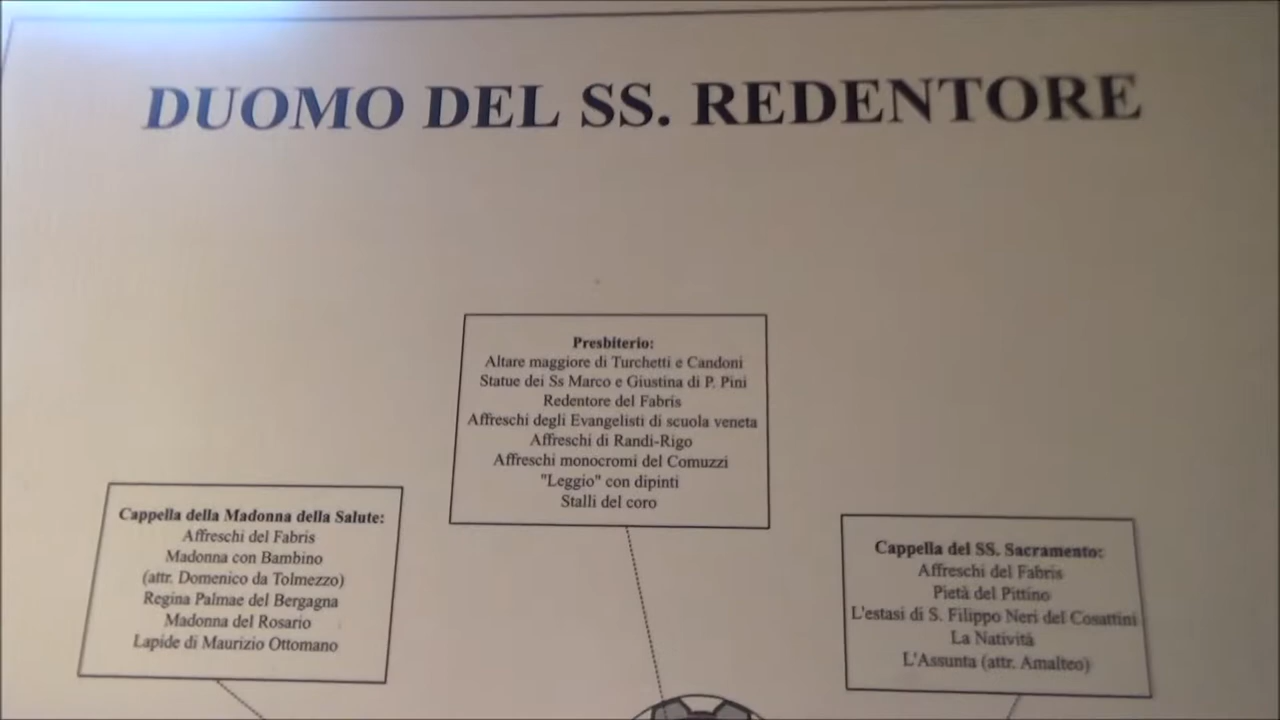 DUOMO DEL SS. REDENTORE
Presbiterio:
Altare maggiore di Turchetti e Candoni
Statue dei Ss Marco e Giustina di P. Pini
Redentore del Fabris
Affreschi degli Evangelisti di scuola veneta
Affreschi di Randi-Rigo
Affreschi monocromi del Comuzzi
"Leggio" con dipinti
Stalli del coro
Cappella della Madonna della Salute:
Affreschi del Fabris
Madonna con Bambino
(attr. Domenico da Tolmezzo)
Regina Palmae del Bergagna
Madonna del Rosario
Lapide di Maurizio Ottomano
Cappella del SS. Sacramento:
Affreschi del Fabris
Pietà del Pittino
L'estasi di S. Filippo Neri del Cosattini
La Natività
L'Assunta (attr. Amalteo)